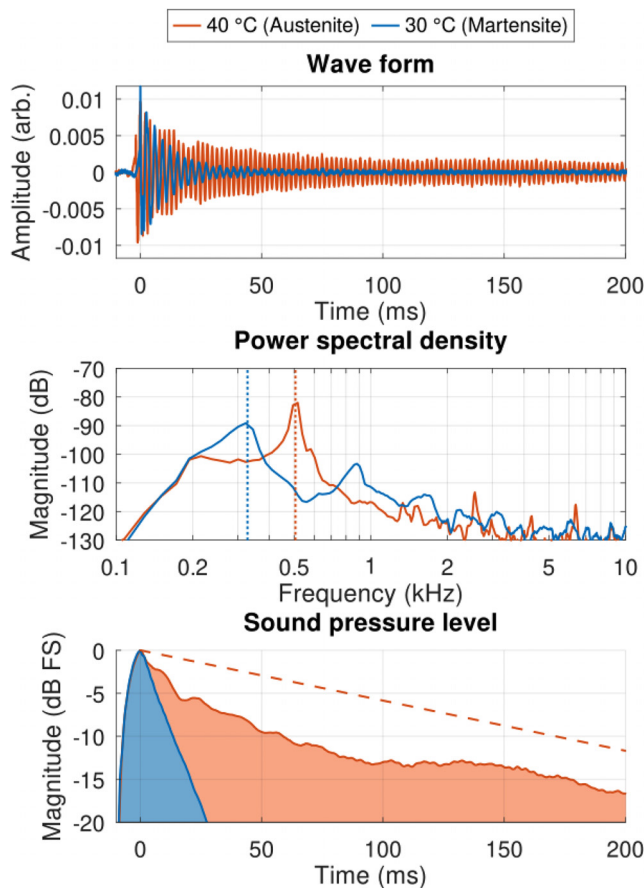 40 °C (Austenite) 30 °C (Martensite)
Wave form
Amplitude (arb.)
0.01
0.005
0
-0.005
-0.01
0 50 100 150 200
Time (ms)
Power spectral density
Magnitude (dB)
-70
-80
-90
-100
-110
-120
-130
0.1 0.2 0.5 1 2 5 10
Frequency (kHz)
Sound pressure level
Magnitude (dB FS)
0
-5
-10
-15
-20
0 50 100 150 200
Time (ms)